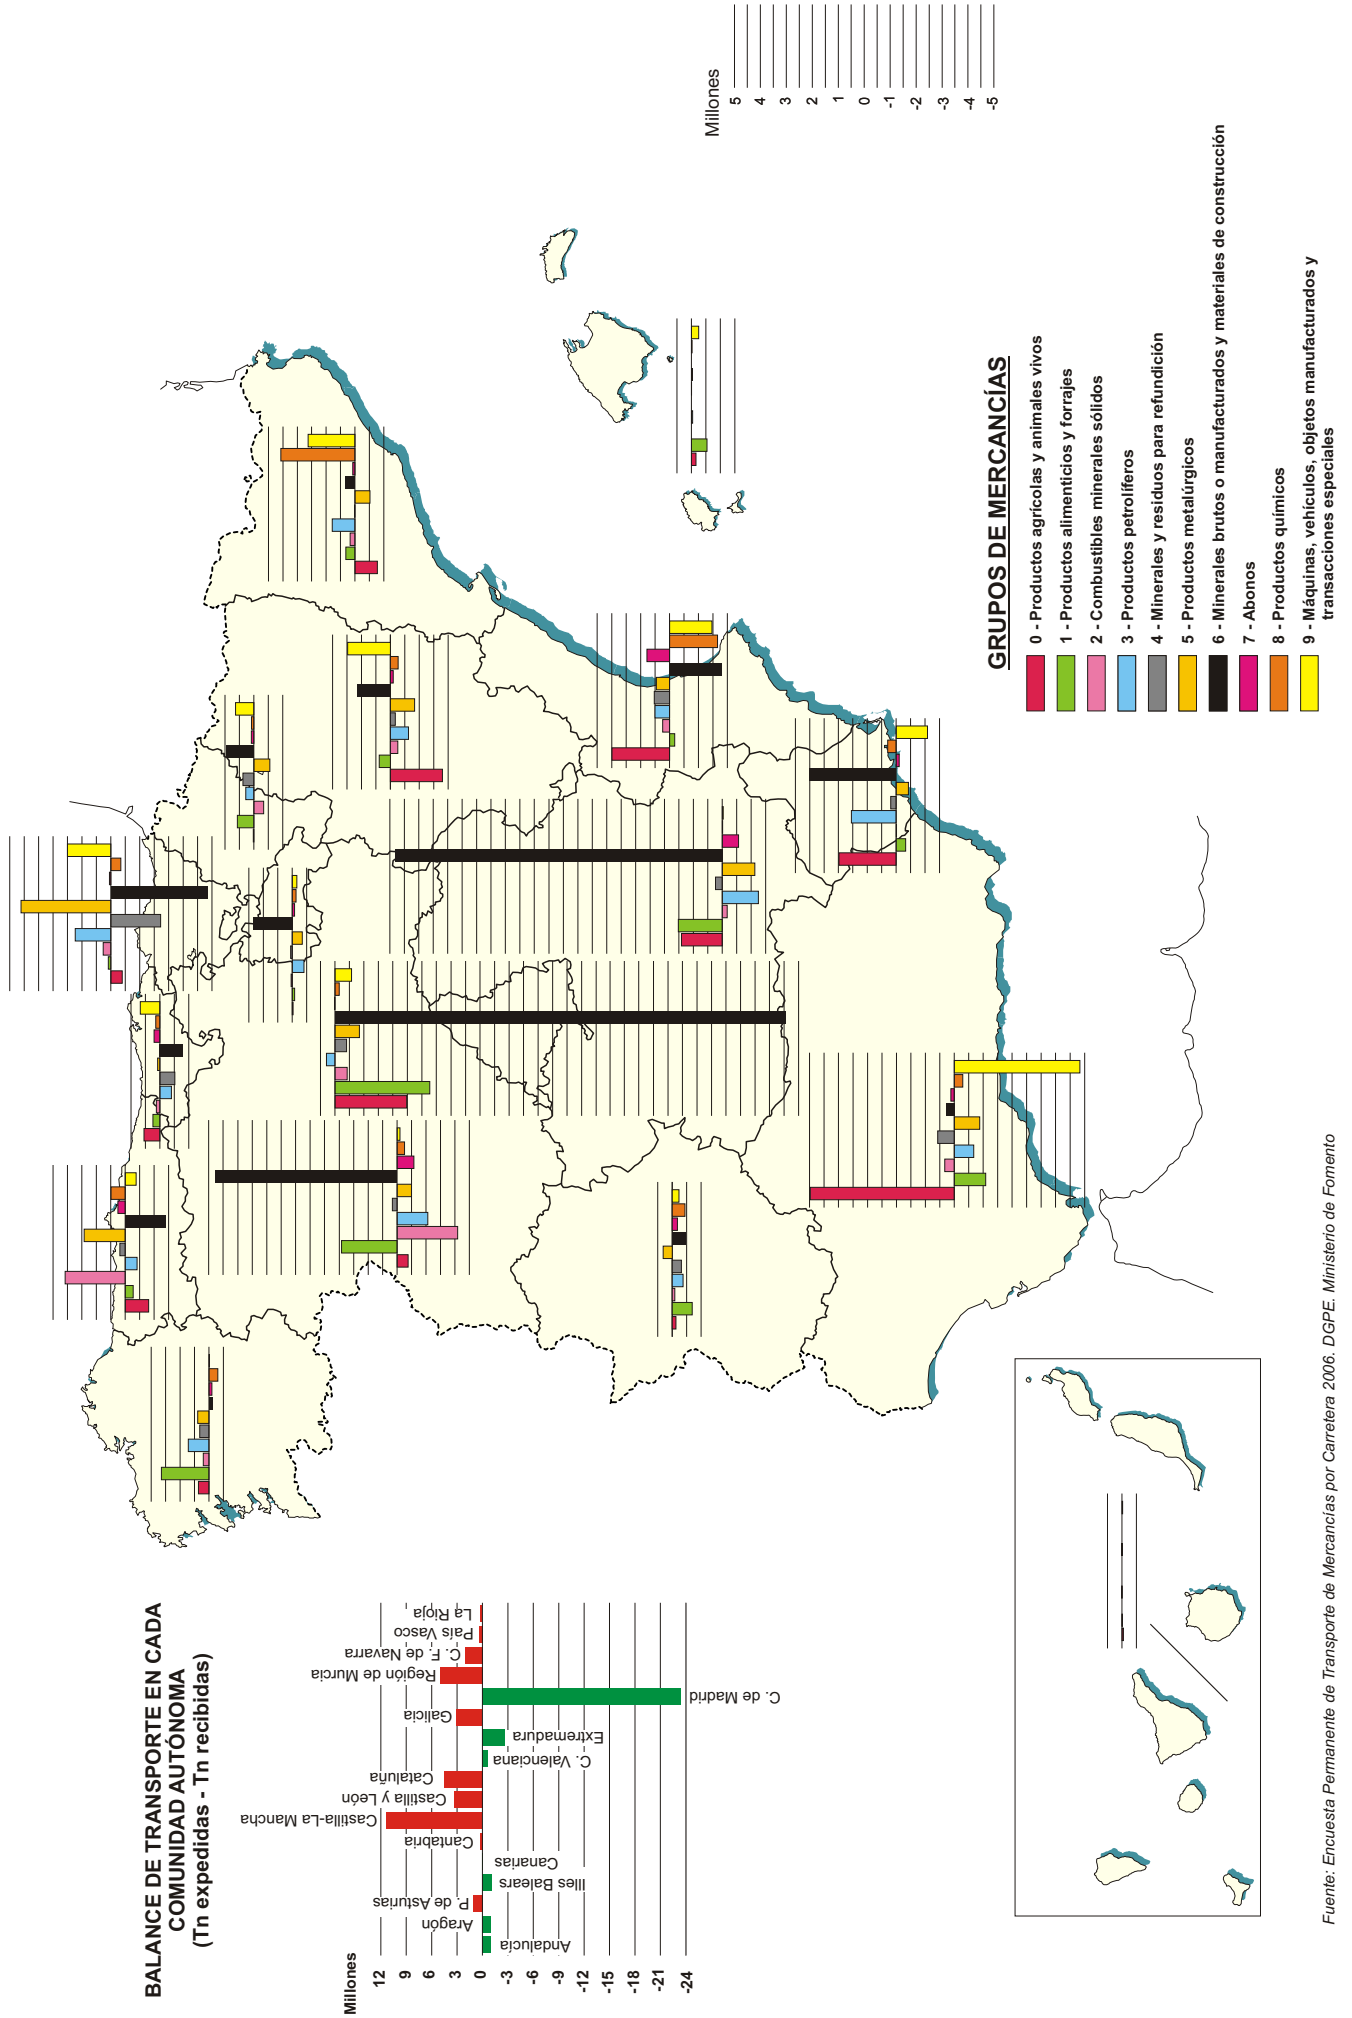 BALANCE DE TRANSPORTE EN CADA
COMUNIDAD AUTÓNOMA
(Tn expedidas - Tn recibidas)
Millones
12
9
6
3
0
-3
-6
-9
-12
-15
-18
-21
-24
Andalucía
Aragón
P. de Asturias
Illes Balears
Canarias
Cantabria
Castilla-La Mancha
Castilla y León
Cataluña
C. Valenciana
Extremadura
Galicia
C. de Madrid
Región de Murcia
C. F. de Navarra
País Vasco
La Rioja
Millones
5
4
3
2
1
0
-1
-2
-3
-4
-5
GRUPOS DE MERCANCÍAS
0 - Productos agrícolas y animales vivos
1 - Productos alimenticios y forrajes
2 - Combustibles minerales sólidos
3 - Productos petrolíferos
4 - Minerales y residuos para refundición
5 - Productos metalúrgicos
6 - Minerales brutos o manufacturados y materiales de construcción
7 - Abonos
8 - Productos químicos
9 - Máquinas, vehículos, objetos manufacturados y
transacciones especiales
Fuente: Encuesta Permanente de Transporte de Mercancías por Carretera 2006. DGPE. Ministerio de Fomento